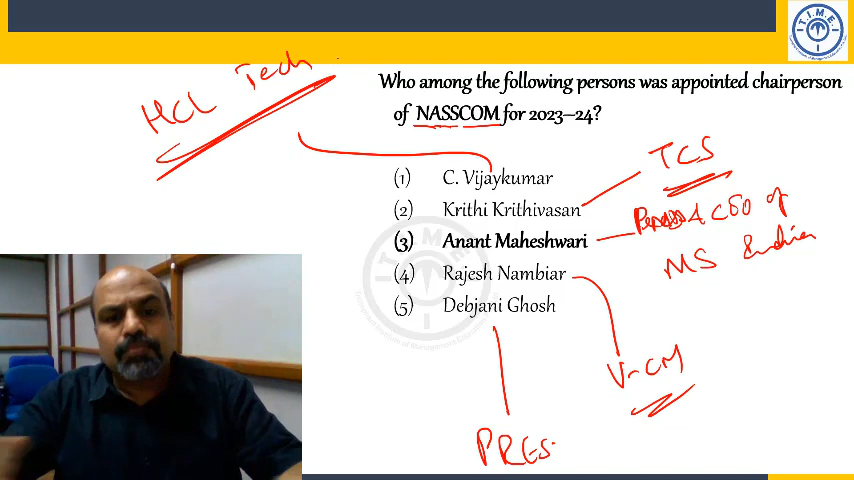 T.I.M.E.
HCL Tech
Who among the following persons was appointed chairperson
of NASSCOM for 2023–24?
(1) C. Vijaykumar
(2) Krithi Krithivasan
TCS
(3) Anant Maheshwari
& CEO of
MS India
(4) Rajesh Nambiar
V-CM
(5) Debjani Ghosh
PRES